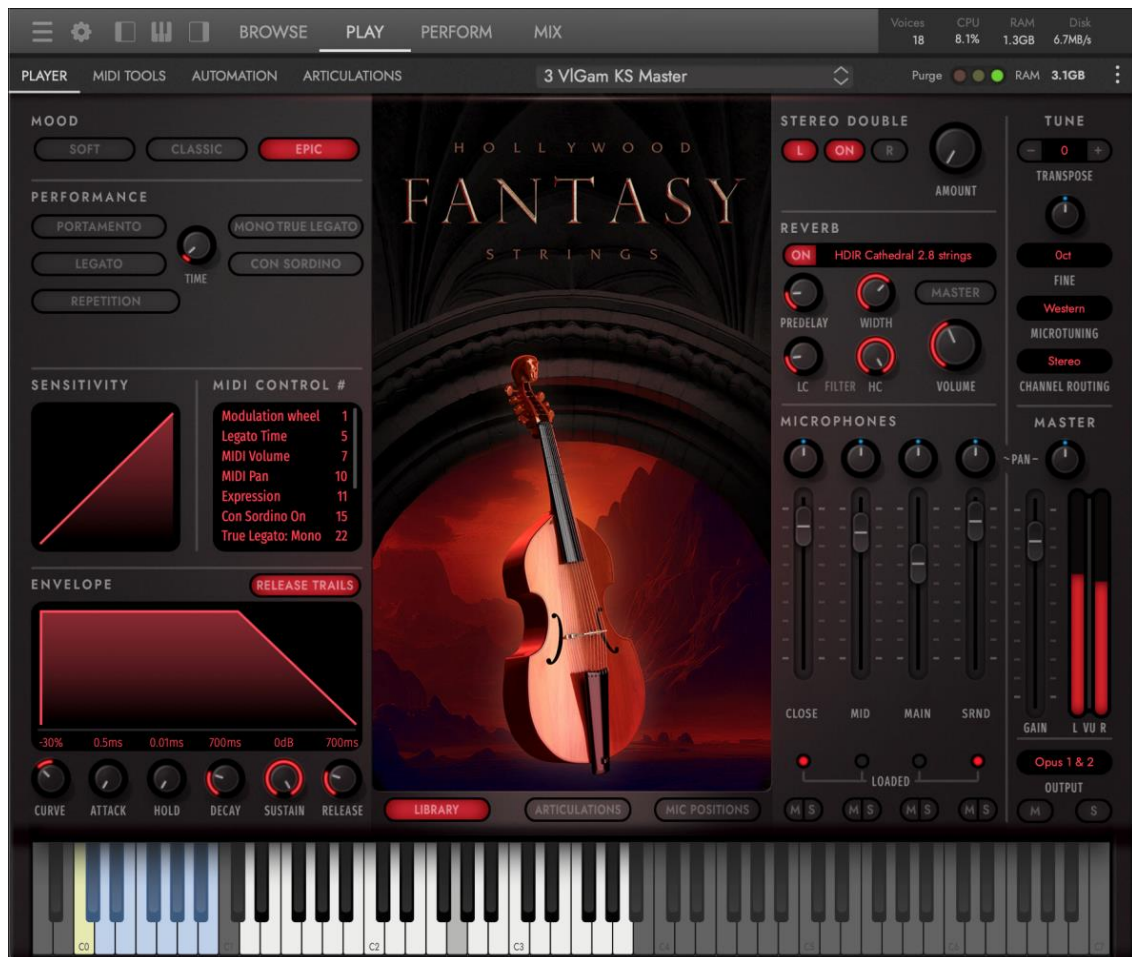 BROWSE PLAY PERFORM MIX
Voices CPU RAM Disk
18 8.1% 1.3GB 6.7MB/s
PLAYER MIDI TOOLS AUTOMATION ARTICULATIONS
3 VlGam KS Master
Purge RAM 3.1GB
MOOD
SOFT CLASSIC EPIC
PERFORMANCE
PORTAMENTO MONO TRUE LEGATO
LEGATO CON SORDINO
TIME
REPETITION
SENSITIVITY
MIDI CONTROL #
Modulation wheel 1
Legato Time 5
MIDI Volume 7
MIDI Pan 10
Expression 11
Con Sordino On 15
True Legato: Mono 22
ENVELOPE RELEASE TRAILS
-30% 0.5ms 0.01ms 700ms 0dB 700ms
CURVE ATTACK HOLD DECAY SUSTAIN RELEASE
HOLLYWOOD
FANTASY
STRINGS
LIBRARY ARTICULATIONS MIC POSITIONS
STEREO DOUBLE
L ON R
AMOUNT
REVERB
ON HDIR Cathedral 2.8 strings
MASTER
PREDELAY WIDTH
LC FILTER HC VOLUME
TUNE
− 0 +
TRANSPOSE
0ct
FINE
Western
MICROTUNING
Stereo
CHANNEL ROUTING
MICROPHONES
MASTER
~PAN~
CLOSE MID MAIN SRND
GAIN L VU R
LOADED
M S M S M S M S
Opus 1 & 2
OUTPUT
M S
C0 C1 C2 C3 C4 C5 C6 C7